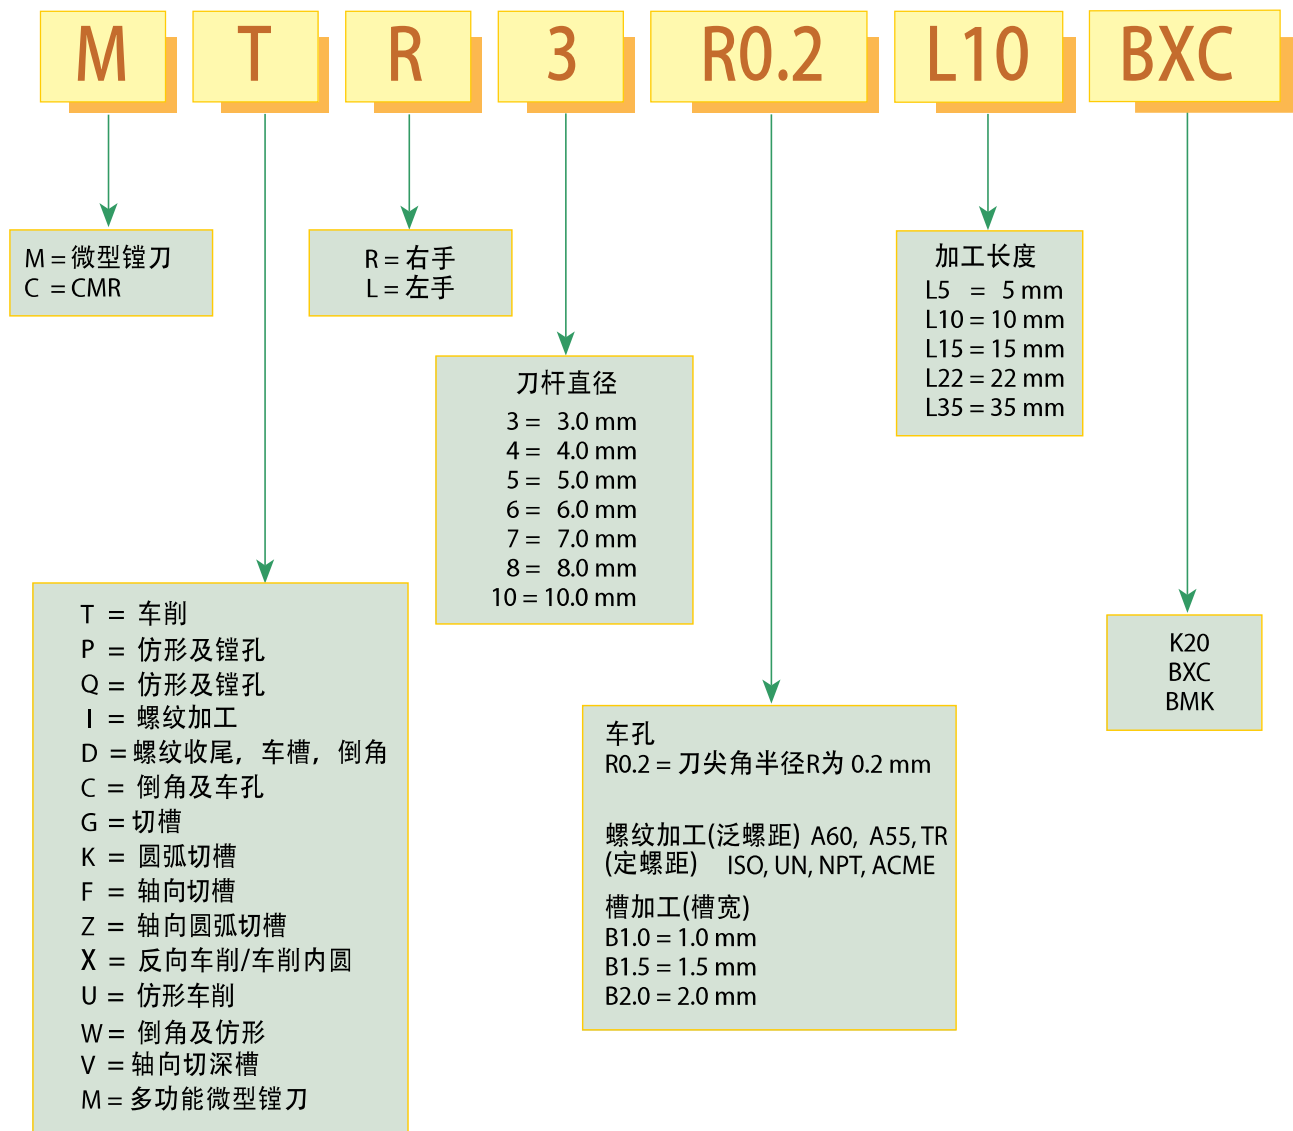 M T R 3 R0.2 L10 BXC
M = 微型镗刀
C = CMR
R = 右手
L = 左手
加工长度
L5 = 5 mm
L10 = 10 mm
L15 = 15 mm
L22 = 22 mm
L35 = 35 mm
刀杆直径
3 = 3.0 mm
4 = 4.0 mm
5 = 5.0 mm
6 = 6.0 mm
7 = 7.0 mm
8 = 8.0 mm
10 = 10.0 mm
T = 车削
P = 仿形及镗孔
Q = 仿形及镗孔
I = 螺纹加工
D = 螺纹收尾，车槽，倒角
C = 倒角及车孔
G = 切槽
K = 圆弧切槽
F = 轴向切槽
Z = 轴向圆弧切槽
X = 反向车削/车削内圆
U = 仿形车削
W = 倒角及仿形
V = 轴向切深槽
M = 多功能微型镗刀
车孔
R0.2 = 刀尖角半径R为 0.2 mm
螺纹加工(泛螺距) A60, A55, TR
(定螺距) ISO, UN, NPT, ACME
槽加工(槽宽)
B1.0 = 1.0 mm
B1.5 = 1.5 mm
B2.0 = 2.0 mm
K20
BXC
BMK